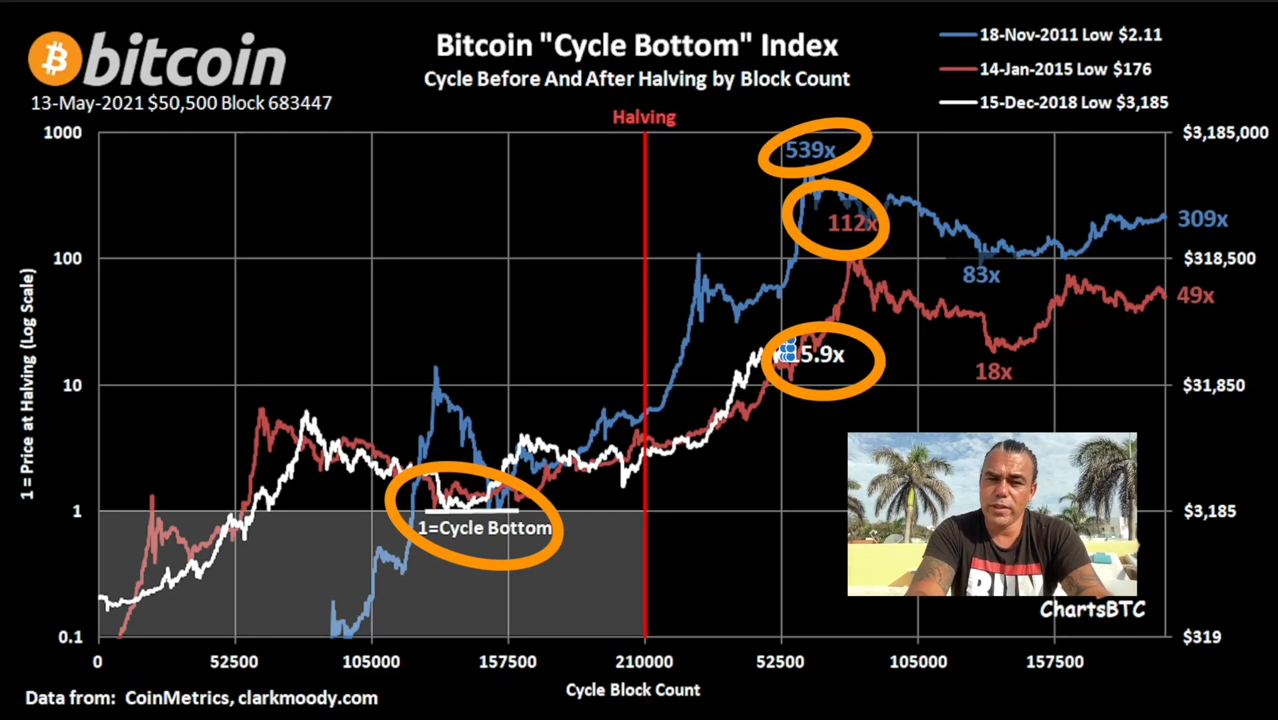 bitcoin
13-May-2021 $50,500 Block 683447
Bitcoin "Cycle Bottom" Index
Cycle Before And After Halving by Block Count
18-Nov-2011 Low $2.11
14-Jan-2015 Low $176
15-Dec-2018 Low $3,185
Halving
1 = Price at Halving (Log Scale)
1000
100
10
1
0.1
$3,185,000
$318,500
$31,850
$3,185
$319
539x
112x
309x
83x
49x
15.9x
18x
1=Cycle Bottom
ChartsBTC
0 52500 105000 157500 210000 52500 105000 157500
Cycle Block Count
Data from: CoinMetrics, clarkmoody.com